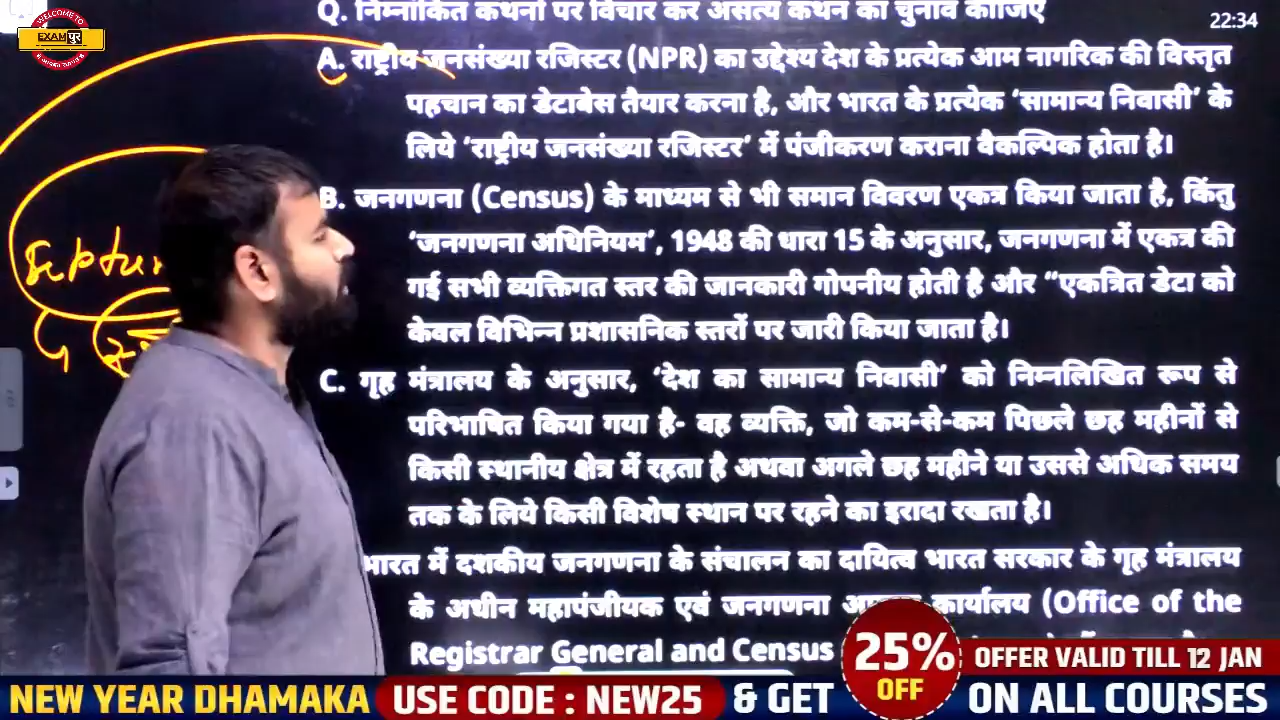 WELCOME TO
EXAMपुर
Q. निम्नांकित कथनों पर विचार कर असत्य कथन का चुनाव कीजिए
22:34
A. राष्ट्रीय जनसंख्या रजिस्टर (NPR) का उद्देश्य देश के प्रत्येक आम नागरिक की विस्तृत
पहचान का डेटाबेस तैयार करना है, और भारत के प्रत्येक ‘सामान्य निवासी’ के
लिये ‘राष्ट्रीय जनसंख्या रजिस्टर’ में पंजीकरण कराना वैकल्पिक होता है।
B. जनगणना (Census) के माध्यम से भी समान विवरण एकत्र किया जाता है, किंतु
‘जनगणना अधिनियम’, 1948 की धारा 15 के अनुसार, जनगणना में एकत्र की
गई सभी व्यक्तिगत स्तर की जानकारी गोपनीय होती है और “एकत्रित डेटा को
केवल विभिन्न प्रशासनिक स्तरों पर जारी किया जाता है।
C. गृह मंत्रालय के अनुसार, ‘देश का सामान्य निवासी’ को निम्नलिखित रूप से
परिभाषित किया गया है- वह व्यक्ति, जो कम-से-कम पिछले छह महीनों से
किसी स्थानीय क्षेत्र में रहता है अथवा अगले छह महीने या उससे अधिक समय
तक के लिये किसी विशेष स्थान पर रहने का इरादा रखता है।
भारत में दशकीय जनगणना के संचालन का दायित्व भारत सरकार के गृह मंत्रालय
के अधीन महापंजीयक एवं जनगणना कार्यालय (Office of the
Registrar General and Census
25% OFF
OFFER VALID TILL 12 JAN
NEW YEAR DHAMAKA USE CODE : NEW25 & GET ON ALL COURSES